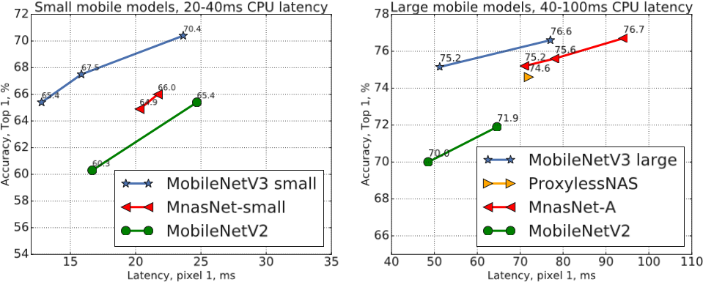 Small mobile models, 20-40ms CPU latency
72
70
68
66
64
62
60
58
56
54
Accuracy, Top 1, %
65.4
67.5
70.4
64.9
66.0
60.3
65.4
MobileNetV3 small
MnasNet-small
MobileNetV2
15 20 25 30 35
Latency, pixel 1, ms
Large mobile models, 40-100ms CPU latency
78
76
74
72
70
68
66
Accuracy, Top 1, %
75.2
76.6
75.2
75.6
76.7
74.6
70.0
71.9
MobileNetV3 large
ProxylessNAS
MnasNet-A
MobileNetV2
40 50 60 70 80 90 100 110
Latency, pixel 1, ms